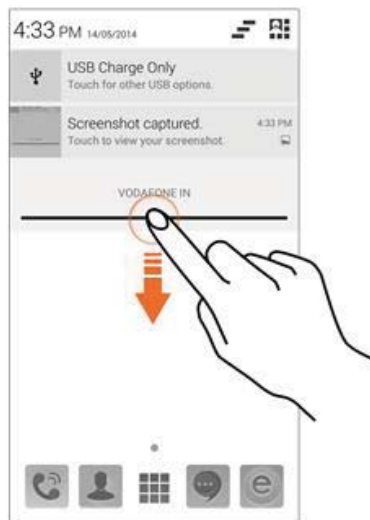 4:33 PM 14/05/2014
USB Charge Only
Touch for other USB options.
Screenshot captured. 4:33 PM
Touch to view your screenshot.
VODAFONE IN
e